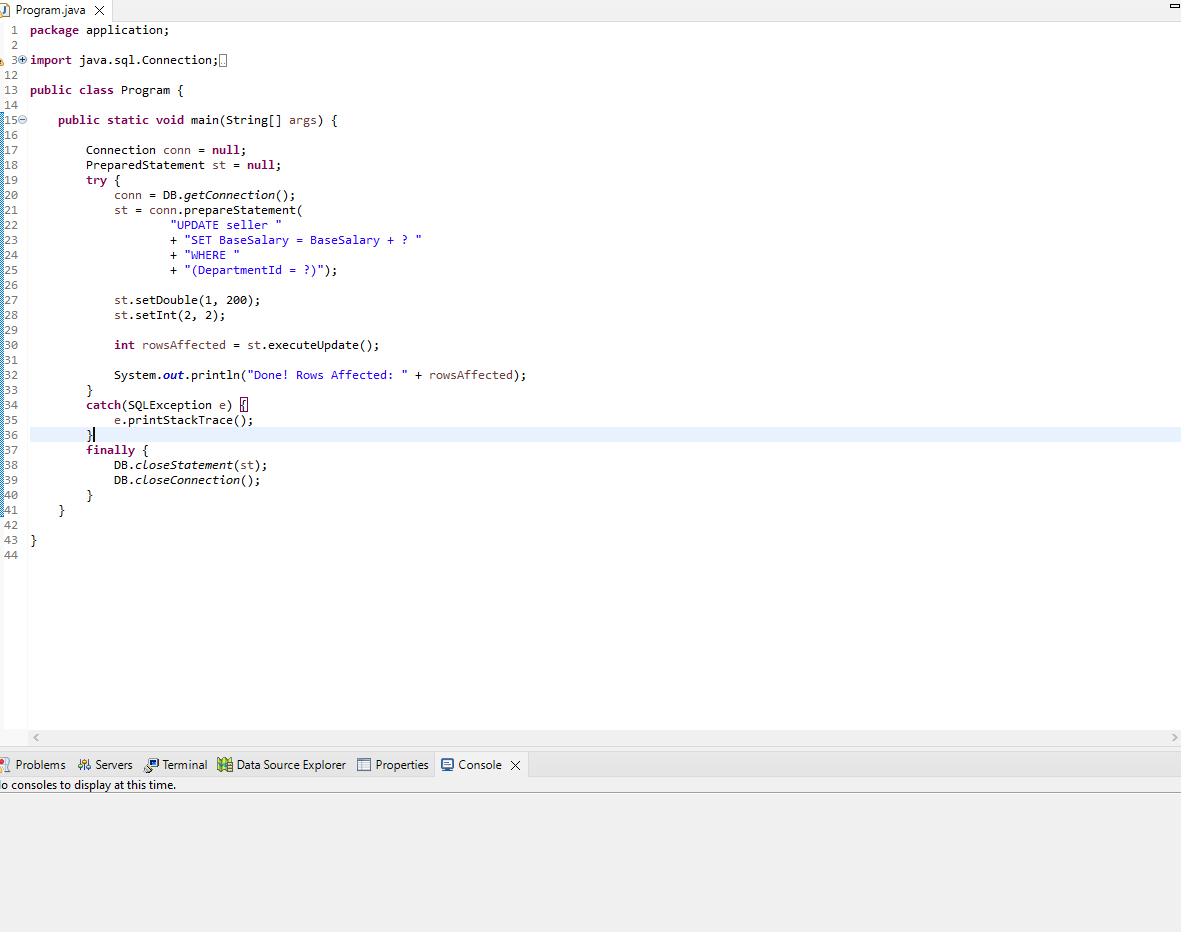 Program.java
1 package application;
2
3 import java.sql.Connection;
12
13 public class Program {
14
15 public static void main(String[] args) {
16
17 Connection conn = null;
18 PreparedStatement st = null;
19 try {
20 conn = DB.getConnection();
21 st = conn.prepareStatement(
22 "UPDATE seller "
23 + "SET BaseSalary = BaseSalary + ? "
24 + "WHERE "
25 + "(DepartmentId = ?)");
26
27 st.setDouble(1, 200);
28 st.setInt(2, 2);
29
30 int rowsAffected = st.executeUpdate();
31
32 System.out.println("Done! Rows Affected: " + rowsAffected);
33 }
34 catch(SQLException e) {
35 e.printStackTrace();
36 }
37 finally {
38 DB.closeStatement(st);
39 DB.closeConnection();
40 }
41 }
42
43 }
44
Problems Servers Terminal Data Source Explorer Properties Console
o consoles to display at this time.